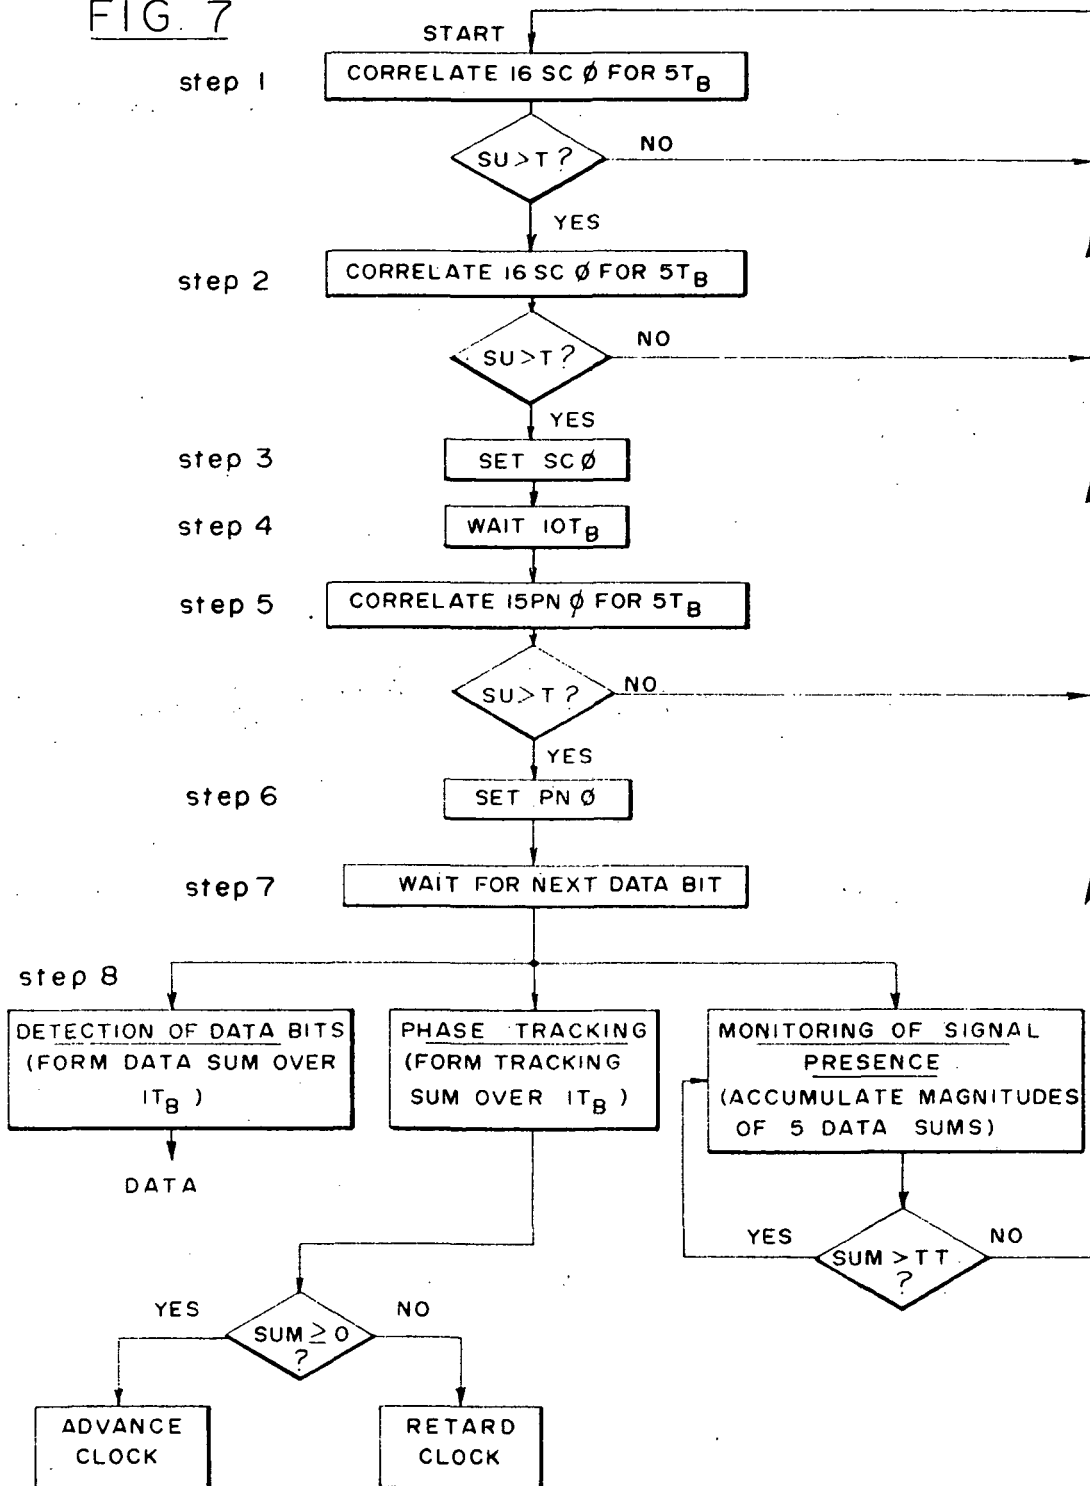 FIG. 7
START
step 1
CORRELATE 16 SC Ø FOR 5T_B
SU>T ?
NO
YES
step 2
CORRELATE 16 SC Ø FOR 5T_B
SU>T ?
NO
YES
step 3
SET SC Ø
step 4
WAIT 10T_B
step 5
CORRELATE 15PN Ø FOR 5T_B
SU>T ?
NO
YES
step 6
SET PN Ø
step 7
WAIT FOR NEXT DATA BIT
step 8
DETECTION OF DATA BITS
(FORM DATA SUM OVER
1T_B )
DATA
PHASE TRACKING
(FORM TRACKING
SUM OVER 1T_B )
MONITORING OF SIGNAL
PRESENCE
(ACCUMULATE MAGNITUDES
OF 5 DATA SUMS)
YES
SUM >TT
?
NO
YES
SUM ≥ 0
?
NO
ADVANCE
CLOCK
RETARD
CLOCK